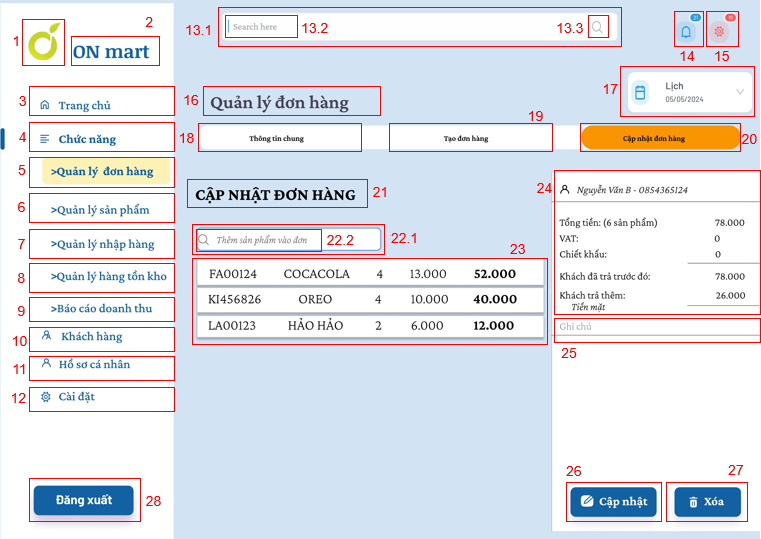 1
2
ON mart
13.1
Search here
13.2
13.3
21
18
14
15
17
Lịch
05/05/2024
3
Trang chủ
16
Quản lý đơn hàng
4
Chức năng
18
Thông tin chung
19
Tạo đơn hàng
Cập nhật đơn hàng
20
5
>Quản lý đơn hàng
6
>Quản lý sản phẩm
7
>Quản lý nhập hàng
8
>Quản lý hàng tồn kho
9
>Báo cáo doanh thu
10
Khách hàng
11
Hồ sơ cá nhân
12
Cài đặt
28
Đăng xuất
CẬP NHẬT ĐƠN HÀNG
21
Thêm sản phẩm vào đơn
22.2
22.1
23
FA00124 COCACOLA 4 13.000 52.000
KI456826 OREO 4 10.000 40.000
LA00123 HẢO HẢO 2 6.000 12.000
24
Nguyễn Văn B - 0854365124
Tổng tiền: (6 sản phẩm) 78.000
VAT: 0
Chiết khấu: 0
Khách đã trả trước đó: 78.000
Khách trả thêm: 26.000
Tiền mặt
Ghi chú
25
26
Cập nhật
27
Xóa